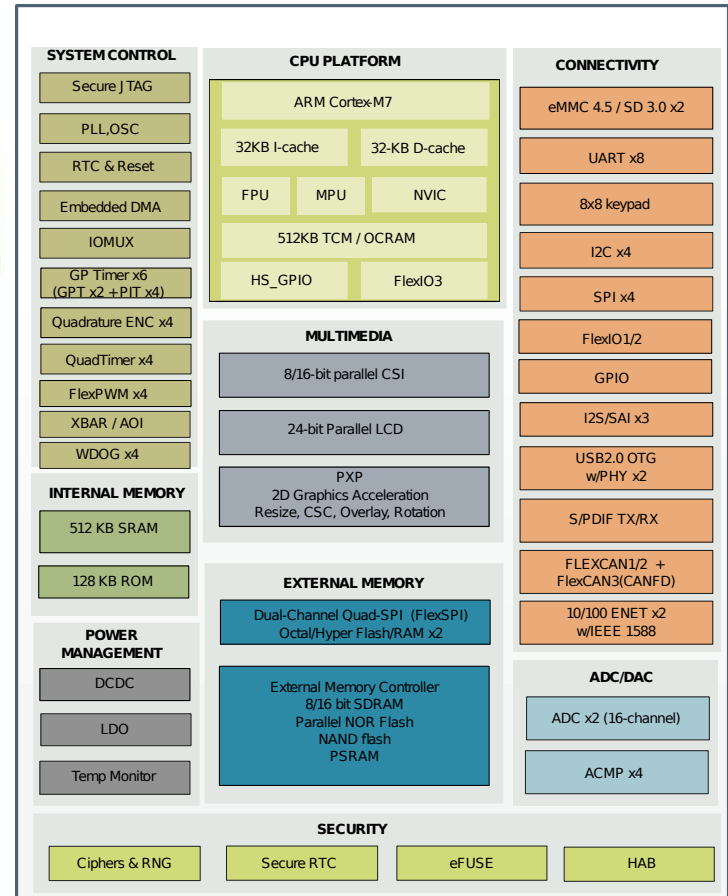 SYSTEM CONTROL
Secure JTAG
PLL,OSC
RTC & Reset
Embedded DMA
IOMUX
GP Timer x6
(GPT x2 + PIT x4)
Quadrature ENC x4
QuadTimer x4
FlexPWM x4
XBAR / AOI
WDOG x4
INTERNAL MEMORY
512 KB SRAM
128 KB ROM
POWER
MANAGEMENT
DCDC
LDO
Temp Monitor
CPU PLATFORM
ARM Cortex-M7
32KB I-cache
32-KB D-cache
FPU
MPU
NVIC
512KB TCM / OCRAM
HS_GPIO
FlexIO3
MULTIMEDIA
8/16-bit parallel CSI
24-bit Parallel LCD
PXP
2D Graphics Acceleration
Resize, CSC, Overlay, Rotation
EXTERNAL MEMORY
Dual-Channel Quad-SPI (FlexSPI)
Octal/Hyper Flash/RAM x2
External Memory Controller
8/16 bit SDRAM
Parallel NOR Flash
NAND flash
PSRAM
CONNECTIVITY
eMMC 4.5 / SD 3.0 x2
UART x8
8x8 keypad
I2C x4
SPI x4
FlexIO1/2
GPIO
I2S/SAI x3
USB2.0 OTG
w/PHY x2
S/PDIF TX/RX
FLEXCAN1/2 +
FlexCAN3(CANFD)
10/100 ENET x2
w/IEEE 1588
ADC/DAC
ADC x2 (16-channel)
ACMP x4
SECURITY
Ciphers & RNG
Secure RTC
eFUSE
HAB